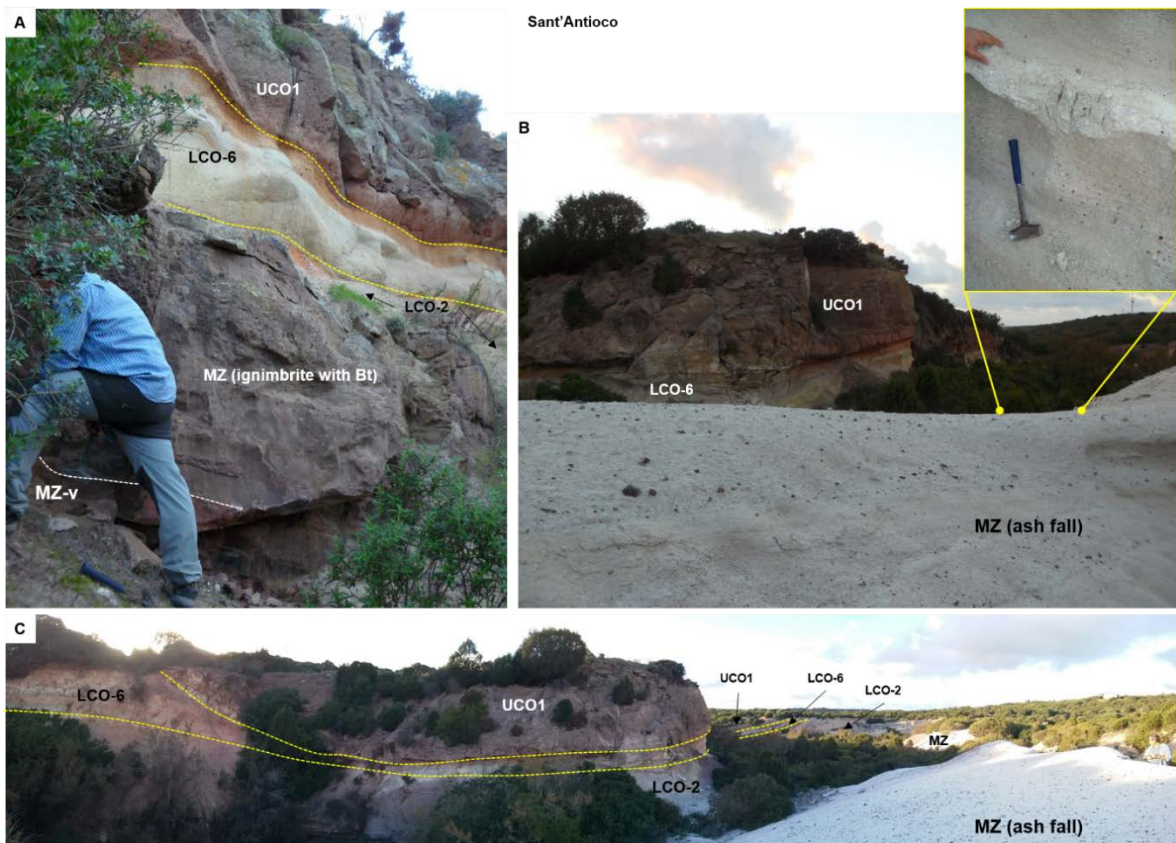 A
UCO1
LCO-6
LCO-2
MZ (ignimbrite with Bt)
MZ-v
Sant'Antioco
B
UCO1
LCO-6
MZ (ash fall)
C
LCO-6
UCO1
LCO-2
UCO1
LCO-6
LCO-2
MZ
MZ (ash fall)